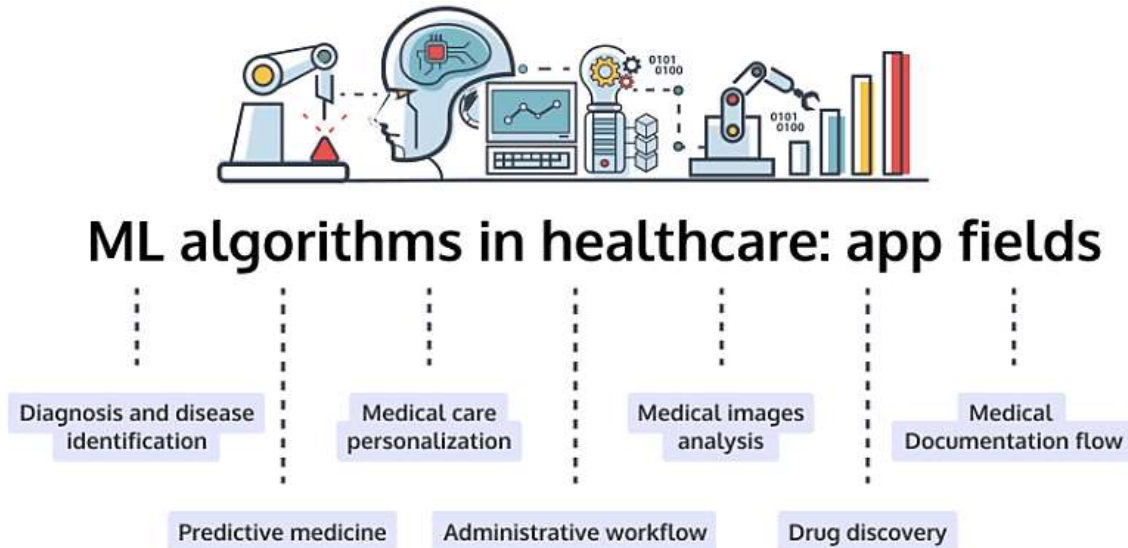 0101
0100
0101
0100
ML algorithms in healthcare: app fields
Diagnosis and disease
identification
Medical care
personalization
Medical images
analysis
Medical
Documentation flow
Predictive medicine
Administrative workflow
Drug discovery